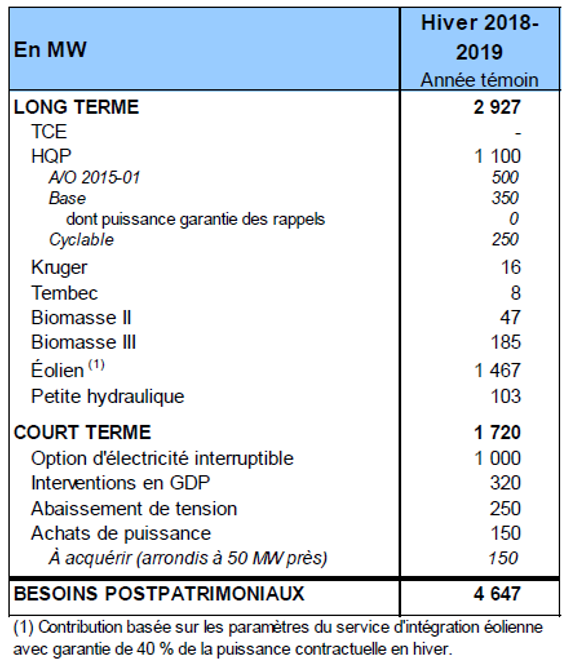 En MW Hiver 2018-
2019
Année témoin
LONG TERME 2 927
TCE -
HQP 1 100
A/O 2015-01 500
Base 350
dont puissance garantie des rappels 0
Cyclable 250
Kruger 16
Tembec 8
Biomasse II 47
Biomasse III 185
Éolien (1) 1 467
Petite hydraulique 103
COURT TERME 1 720
Option d'électricité interruptible 1 000
Interventions en GDP 320
Abaissement de tension 250
Achats de puissance 150
À acquérir (arrondis à 50 MW près) 150
BESOINS POSTPATRIMONIAUX 4 647
(1) Contribution basée sur les paramètres du service d'intégration éolienne
avec garantie de 40 % de la puissance contractuelle en hiver.